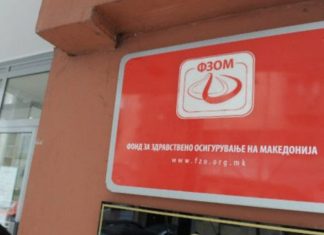 ФЗОМ
ФОНД ЗА ЗДРАВСТВЕНО ОСИГУРУВАЊЕ НА МАКЕДОНИЈА
www.fzo.org.mk